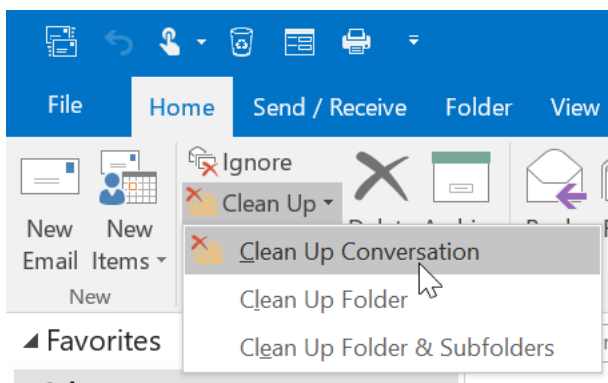 File Home Send / Receive Folder View
Ignore
Clean Up
New Email
New Items
New
Clean Up Conversation
Clean Up Folder
Clean Up Folder & Subfolders
Favorites